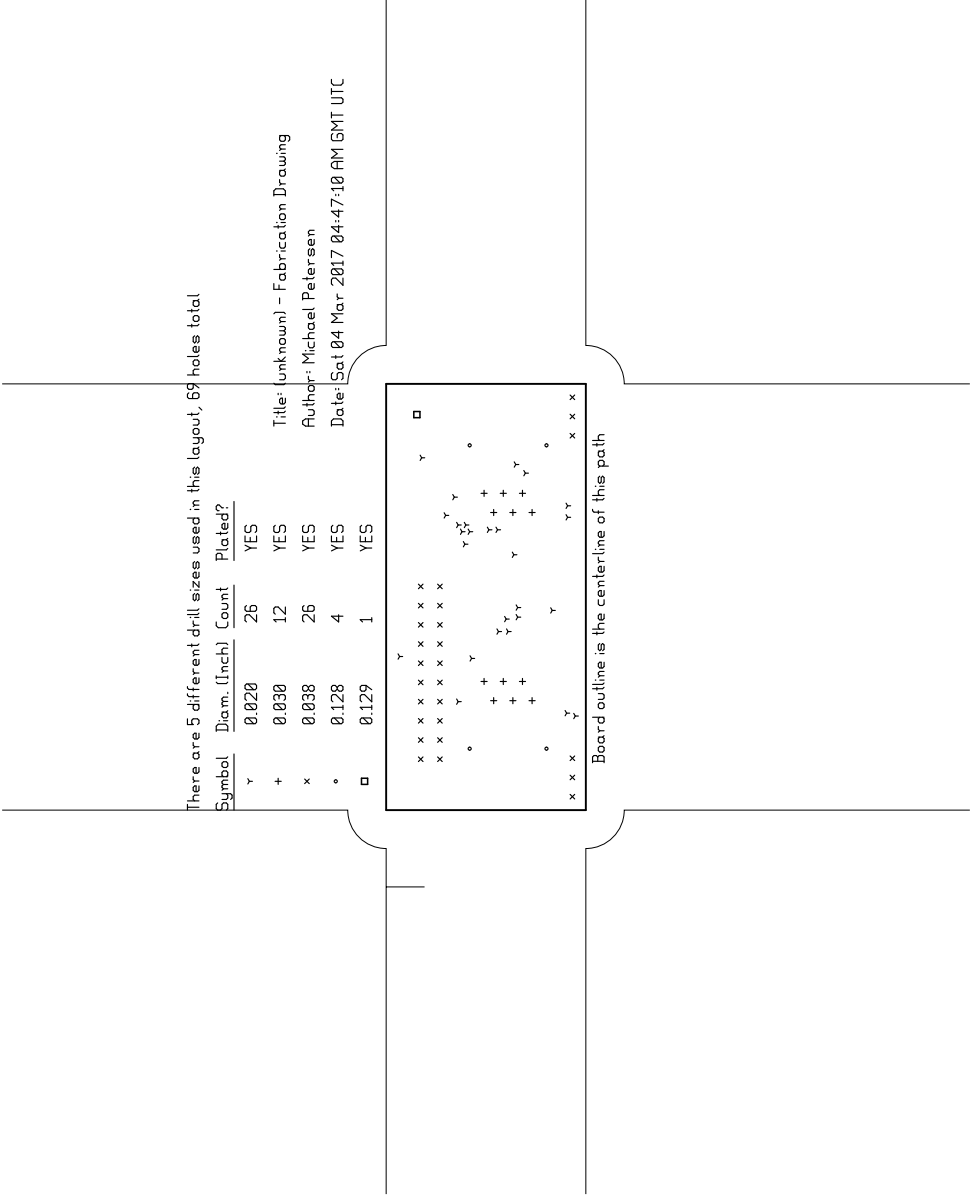 There are 5 different drill sizes used in this layout, 69 holes total
Symbol Diam. (Inch) Count Plated?
0.020 26 YES
0.030 12 YES
0.038 26 YES
0.128 4 YES
0.129 1 YES
Title: (unknown) - Fabrication Drawing
Author: Michael Petersen
Date: Sat 04 Mar 2017 04:47:10 AM GMT UTC
Board outline is the centerline of this path